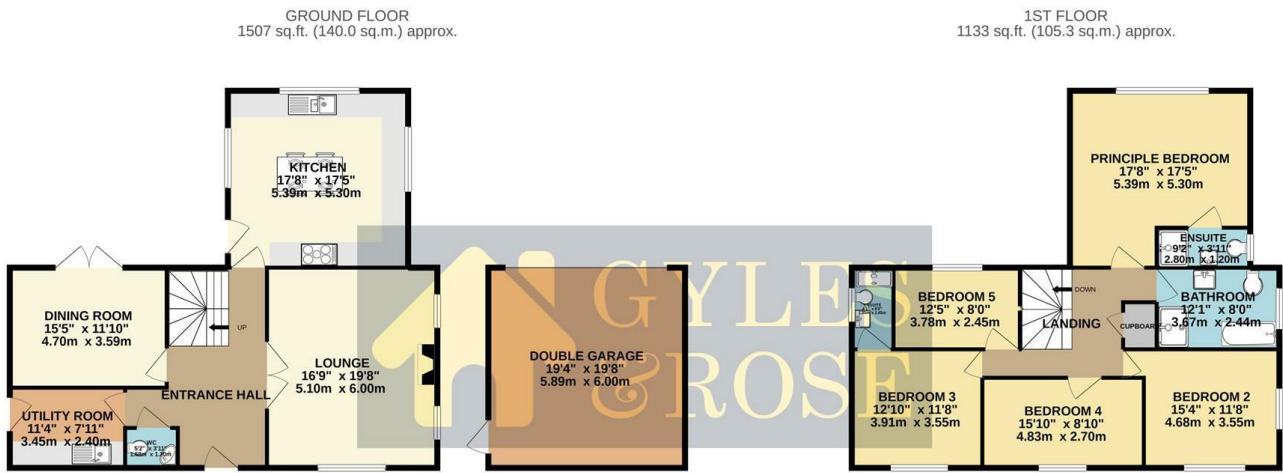 GROUND FLOOR
1507 sq.ft. (140.0 sq.m.) approx.
1ST FLOOR
1133 sq.ft. (105.3 sq.m.) approx.
KITCHEN
17'8" x 17'5"
5.39m x 5.30m
DINING ROOM
15'5" x 11'10"
4.70m x 3.59m
UP
LOUNGE
16'9" x 19'8"
5.10m x 6.00m
ENTRANCE HALL
UTILITY ROOM
11'4" x 7'11"
3.45m x 2.40m
WC
5'2" x 3'11"
DOUBLE GARAGE
19'4" x 19'8"
5.89m x 6.00m
GYLES
&ROSE
PRINCIPLE BEDROOM
17'8" x 17'5"
5.39m x 5.30m
ENSUITE
9'2" x 3'11"
2.80m x 1.20m
BEDROOM 5
12'5" x 8'0"
3.78m x 2.45m
DOWN
LANDING
CUPBOARD
BATHROOM
12'1" x 8'0"
3.67m x 2.44m
ENSUITE
BEDROOM 3
12'10" x 11'8"
3.91m x 3.55m
BEDROOM 4
15'10" x 8'10"
4.83m x 2.70m
BEDROOM 2
15'4" x 11'8"
4.68m x 3.55m